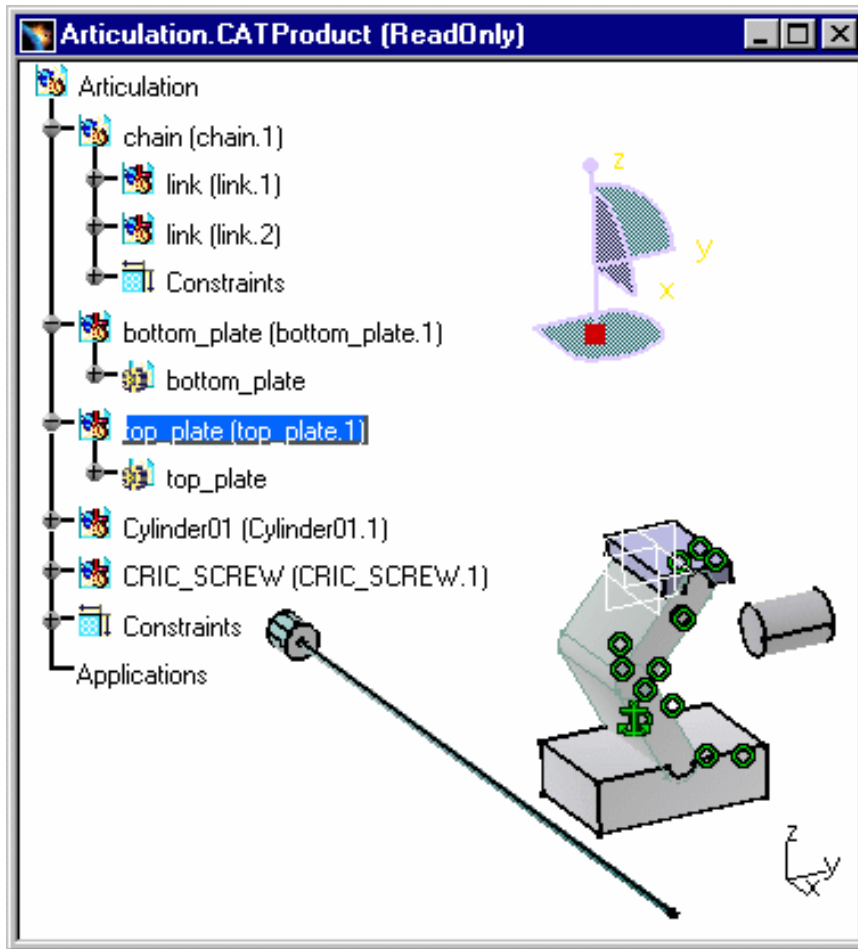 Articulation.CATProduct (ReadOnly)
Articulation
chain (chain.1)
link (link.1)
link (link.2)
Constraints
bottom_plate (bottom_plate.1)
bottom_plate
top_plate (top_plate.1)
top_plate
Cylinder01 (Cylinder01.1)
CRIC_SCREW (CRIC_SCREW.1)
Constraints
Applications
z
y
x
z
y
x